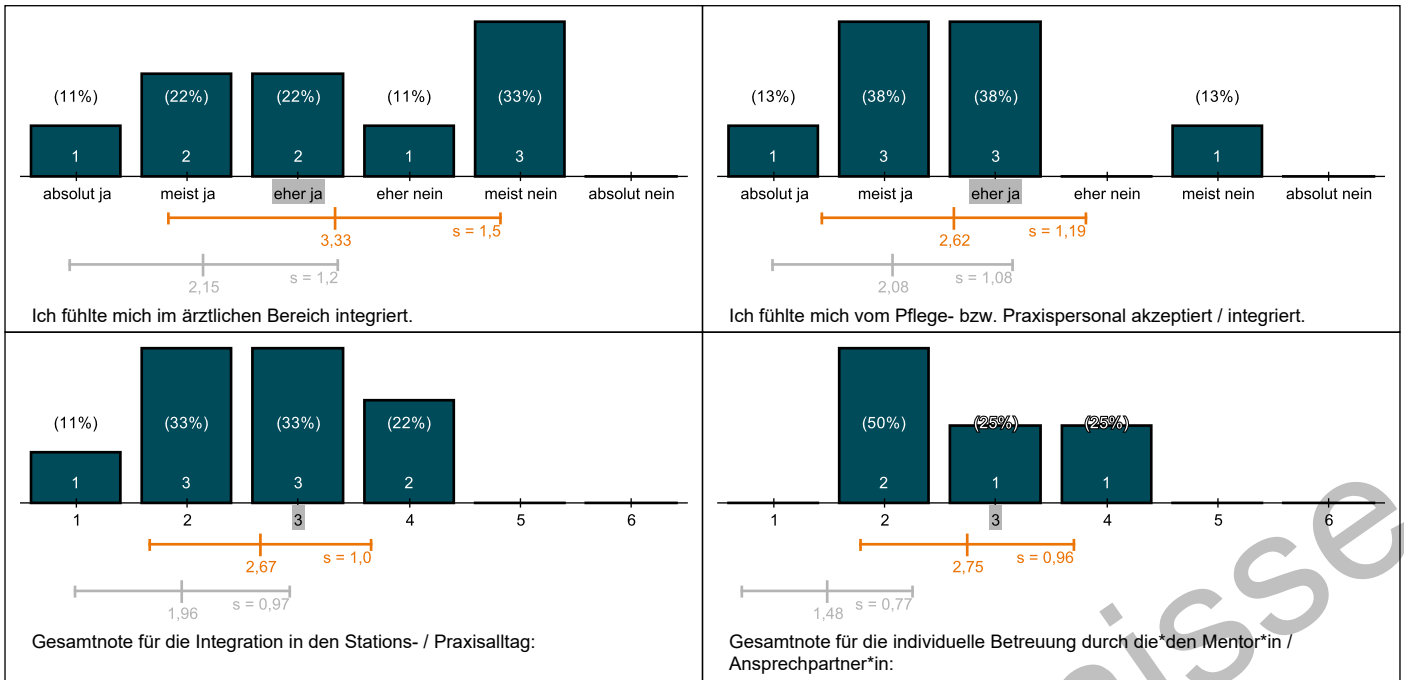 (11%) (22%) (22%) (11%) (33%)
1 2 2 1 3
absolut ja meist ja eher ja eher nein meist nein absolut nein
s = 1,5
3,33
s = 1,2
2,15
Ich fühlte mich im ärztlichen Bereich integriert.
(13%) (38%) (38%) (13%)
1 3 3 1
absolut ja meist ja eher ja eher nein meist nein absolut nein
s = 1,19
2,62
s = 1,08
2,08
Ich fühlte mich vom Pflege- bzw. Praxispersonal akzeptiert / integriert.
(11%) (33%) (33%) (22%)
1 3 3 2
1 2 3 4 5 6
s = 1,0
2,67
s = 0,97
1,96
Gesamtnote für die Integration in den Stations- / Praxisalltag:
(50%) (25%) (25%)
2 1 1
1 2 3 4 5 6
s = 0,96
2,75
s = 0,77
1,48
Gesamtnote für die individuelle Betreuung durch die*den Mentor*in /
Ansprechpartner*in:
isse